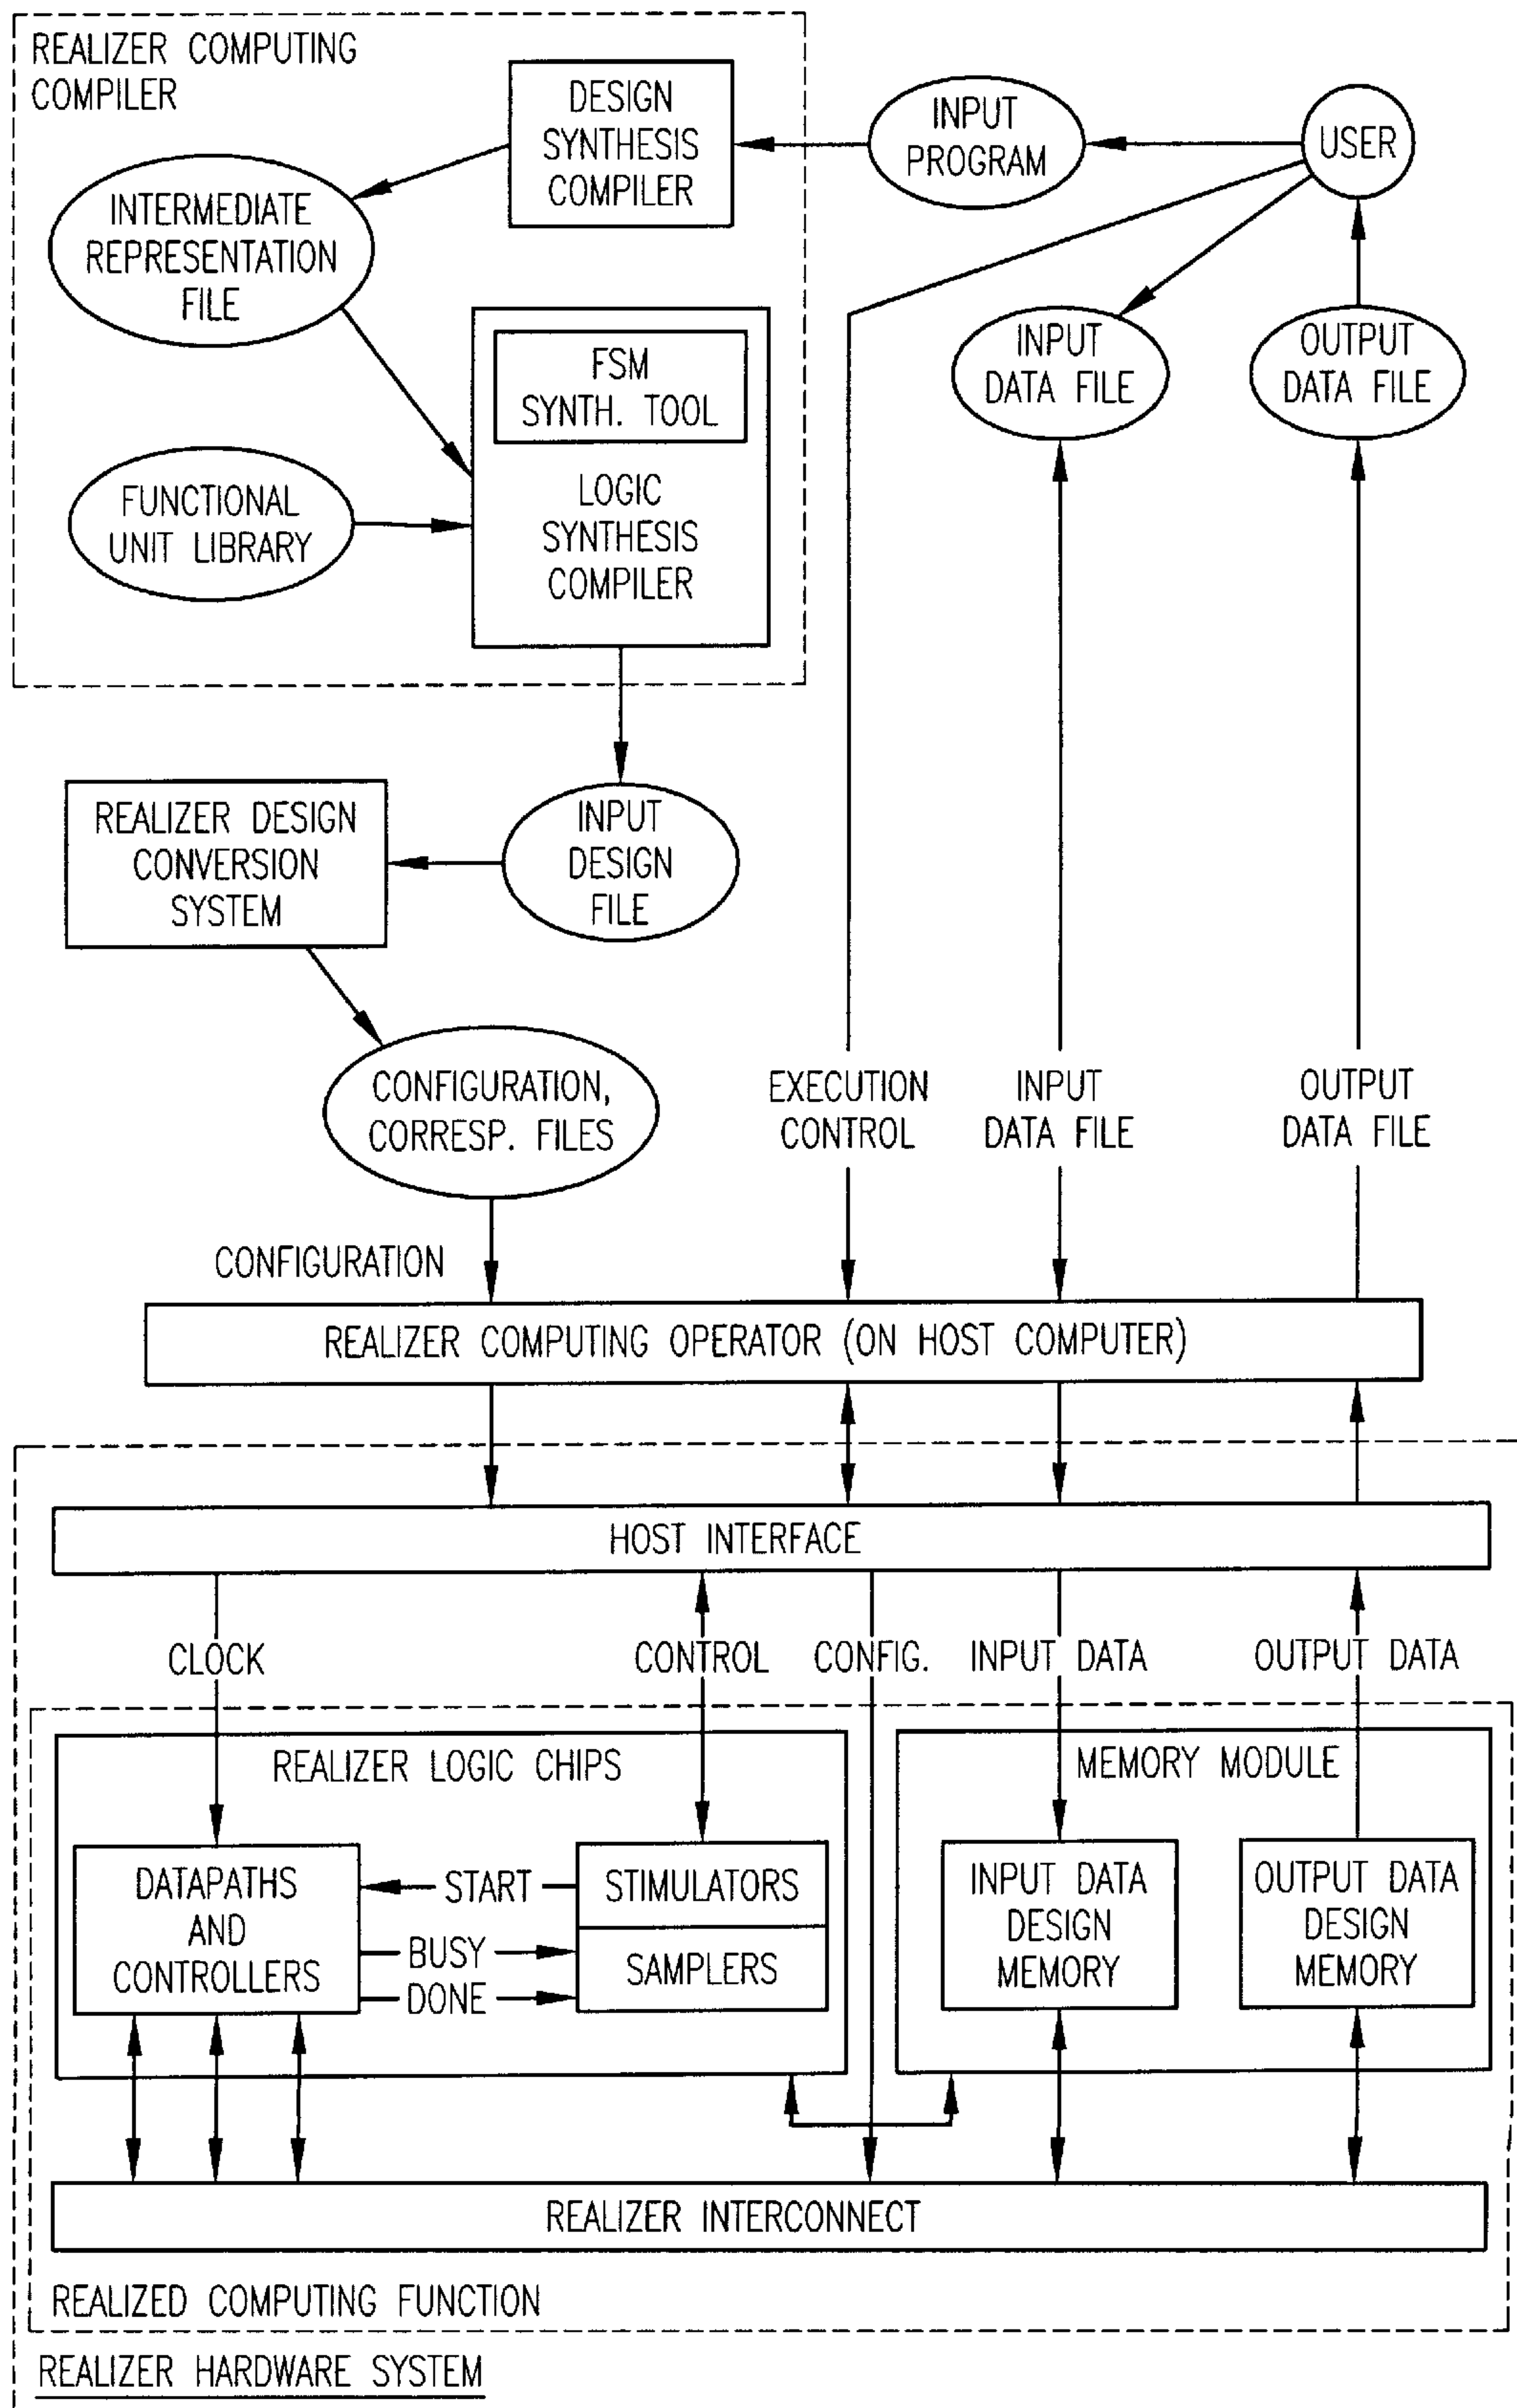 REALIZER COMPUTING
COMPILER
DESIGN
SYNTHESIS
COMPILER
INPUT
PROGRAM
USER
INTERMEDIATE
REPRESENTATION
FILE
FSM
SYNTH. TOOL
INPUT
DATA FILE
OUTPUT
DATA FILE
FUNCTIONAL
UNIT LIBRARY
LOGIC
SYNTHESIS
COMPILER
REALIZER DESIGN
CONVERSION
SYSTEM
INPUT
DESIGN
FILE
CONFIGURATION,
CORRESP. FILES
EXECUTION
CONTROL
INPUT
DATA FILE
OUTPUT
DATA FILE
CONFIGURATION
REALIZER COMPUTING OPERATOR (ON HOST COMPUTER)
HOST INTERFACE
CLOCK
CONTROL
CONFIG.
INPUT DATA
OUTPUT DATA
REALIZER LOGIC CHIPS
MEMORY MODULE
DATAPATHS
AND
CONTROLLERS
START
BUSY
DONE
STIMULATORS
SAMPLERS
INPUT DATA
DESIGN
MEMORY
OUTPUT DATA
DESIGN
MEMORY
REALIZER INTERCONNECT
REALIZED COMPUTING FUNCTION
REALIZER HARDWARE SYSTEM